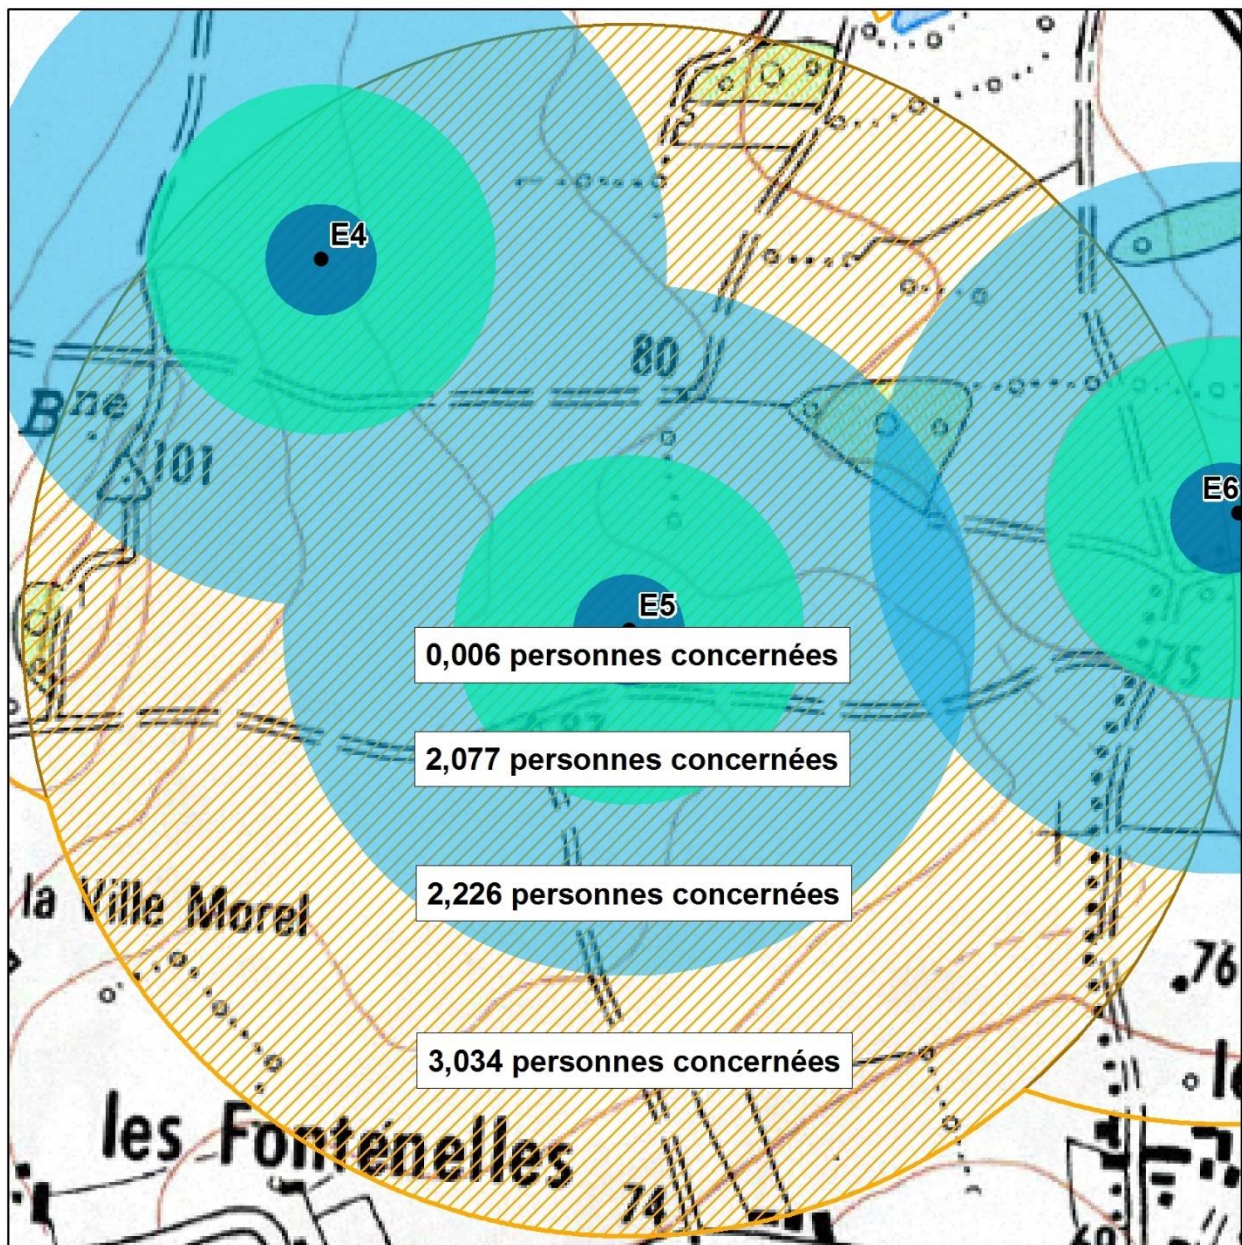 E4
80
Bne
101
E6
E5
0,006 personnes concernées
75
2,077 personnes concernées
2,226 personnes concernées
la Ville Morel
76
3,034 personnes concernées
les Fontenelles
74